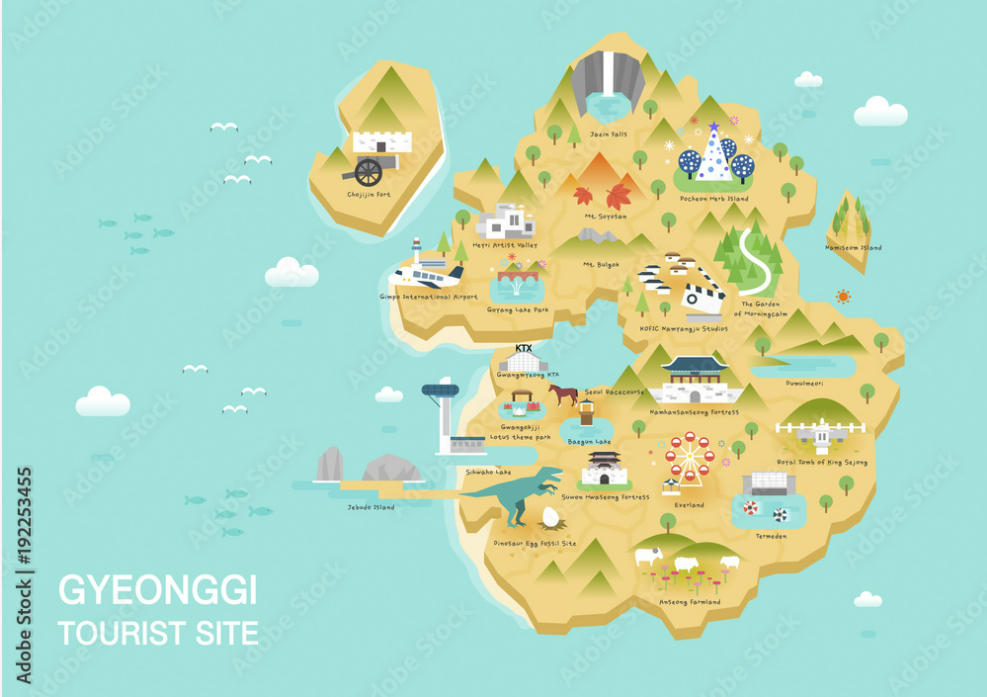 Jaein Falls
Chojijin Fort
Pocheon Herb Island
Mt Soyosan
Heyri Artist Valley
Namiseom Island
Mt Bulgok
Gimpo International Airport
Goyang Lake Park
The Garden
of Morningcalm
KOFIC Namyangju Studios
KTX
Gwangmyeong KTX
Dumulmeori
Seoul Racecourse
Namhansanseong Fortress
Gwangokjji
Lotus theme park
Baegun Lake
Royal Tomb of King Sejong
Sihwaho Lake
Suwon Hwaseong Fortress
Jebudo Island
Everland
Termeden
Dinosaur Egg Fossil Site
Anseong Farmland
GYEONGGI
TOURIST SITE
Adobe Stock | #192253455
Adobe Stock